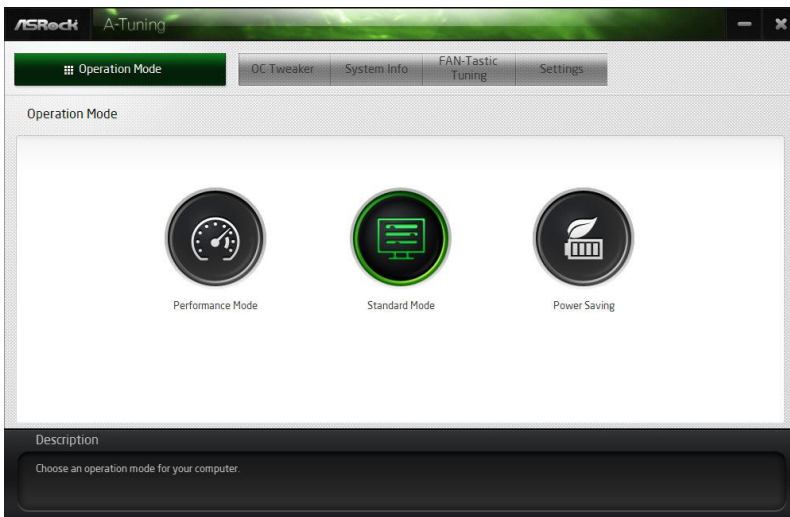 ASRock A-Tuning
Operation Mode OC Tweaker System Info FAN-Tastic
Tuning Settings
Operation Mode
Performance Mode Standard Mode Power Saving
Description
Choose an operation mode for your computer.